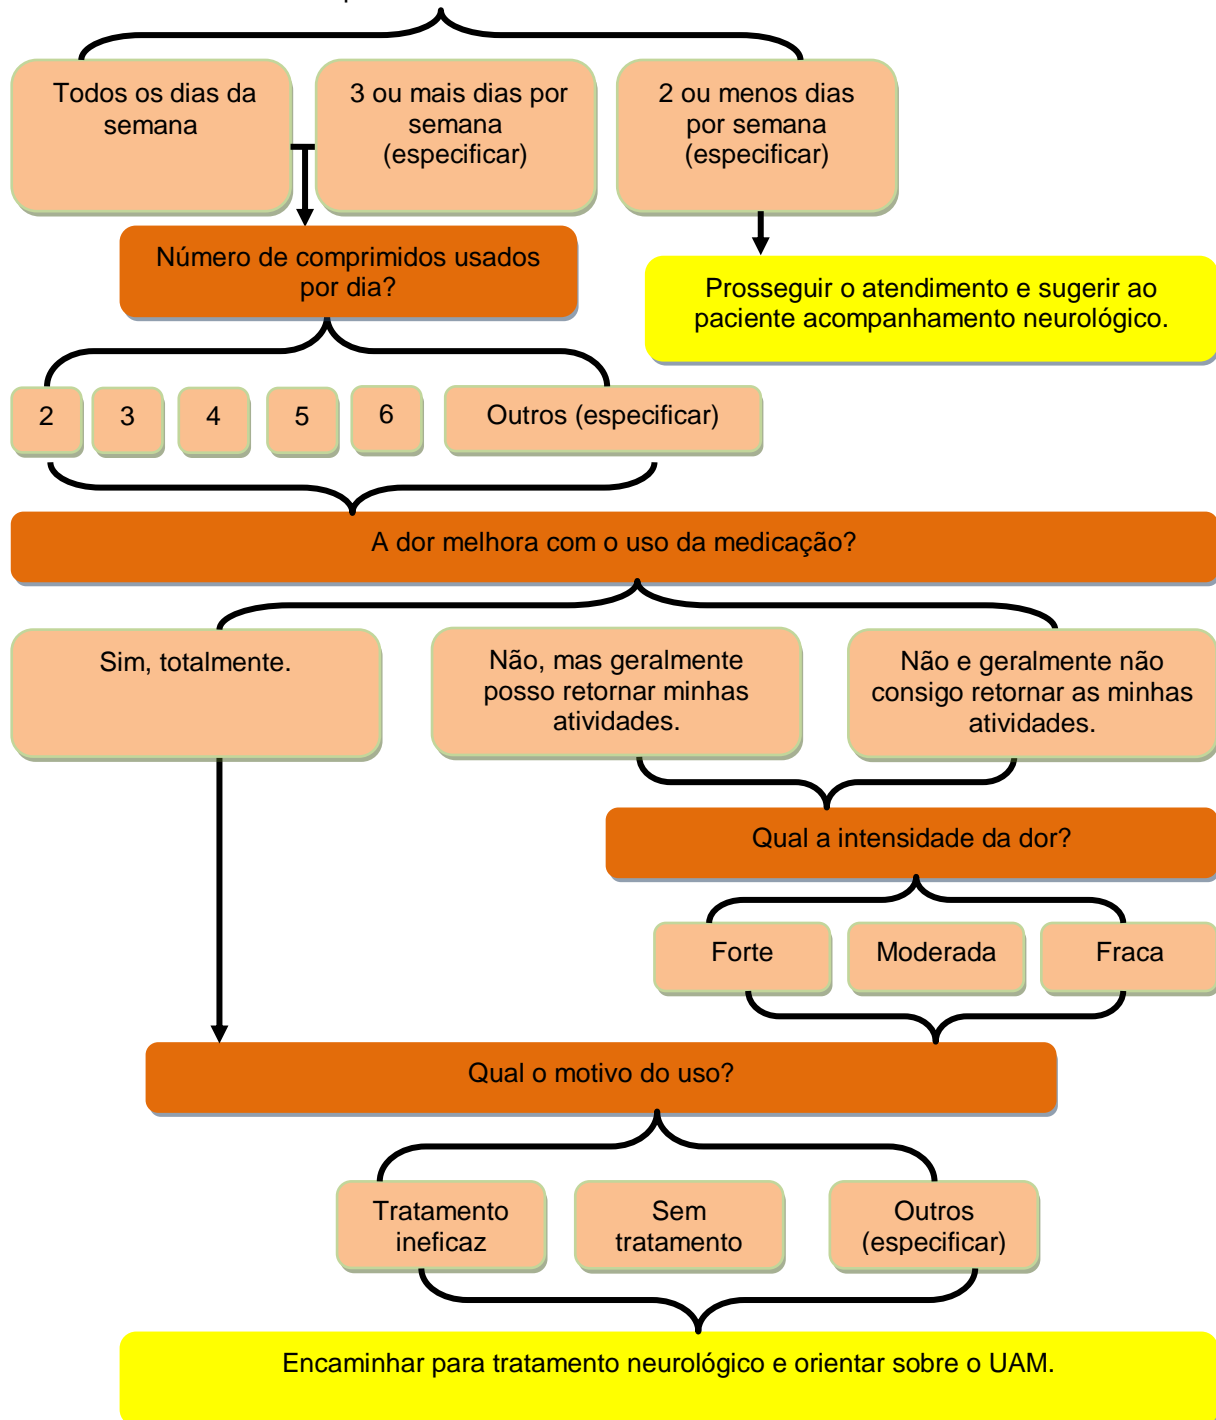 Todos os dias da
semana
3 ou mais dias por
semana
(especificar)
2 ou menos dias
por semana
(especificar)
Número de comprimidos usados
por dia?
Prosseguir o atendimento e sugerir ao
paciente acompanhamento neurológico.
2
3
4
5
6
Outros (especificar)
A dor melhora com o uso da medicação?
Sim, totalmente.
Não, mas geralmente
posso retornar minhas
atividades.
Não e geralmente não
consigo retornar as minhas
atividades.
Qual a intensidade da dor?
Forte
Moderada
Fraca
Qual o motivo do uso?
Tratamento
ineficaz
Sem
tratamento
Outros
(especificar)
Encaminhar para tratamento neurológico e orientar sobre o UAM.